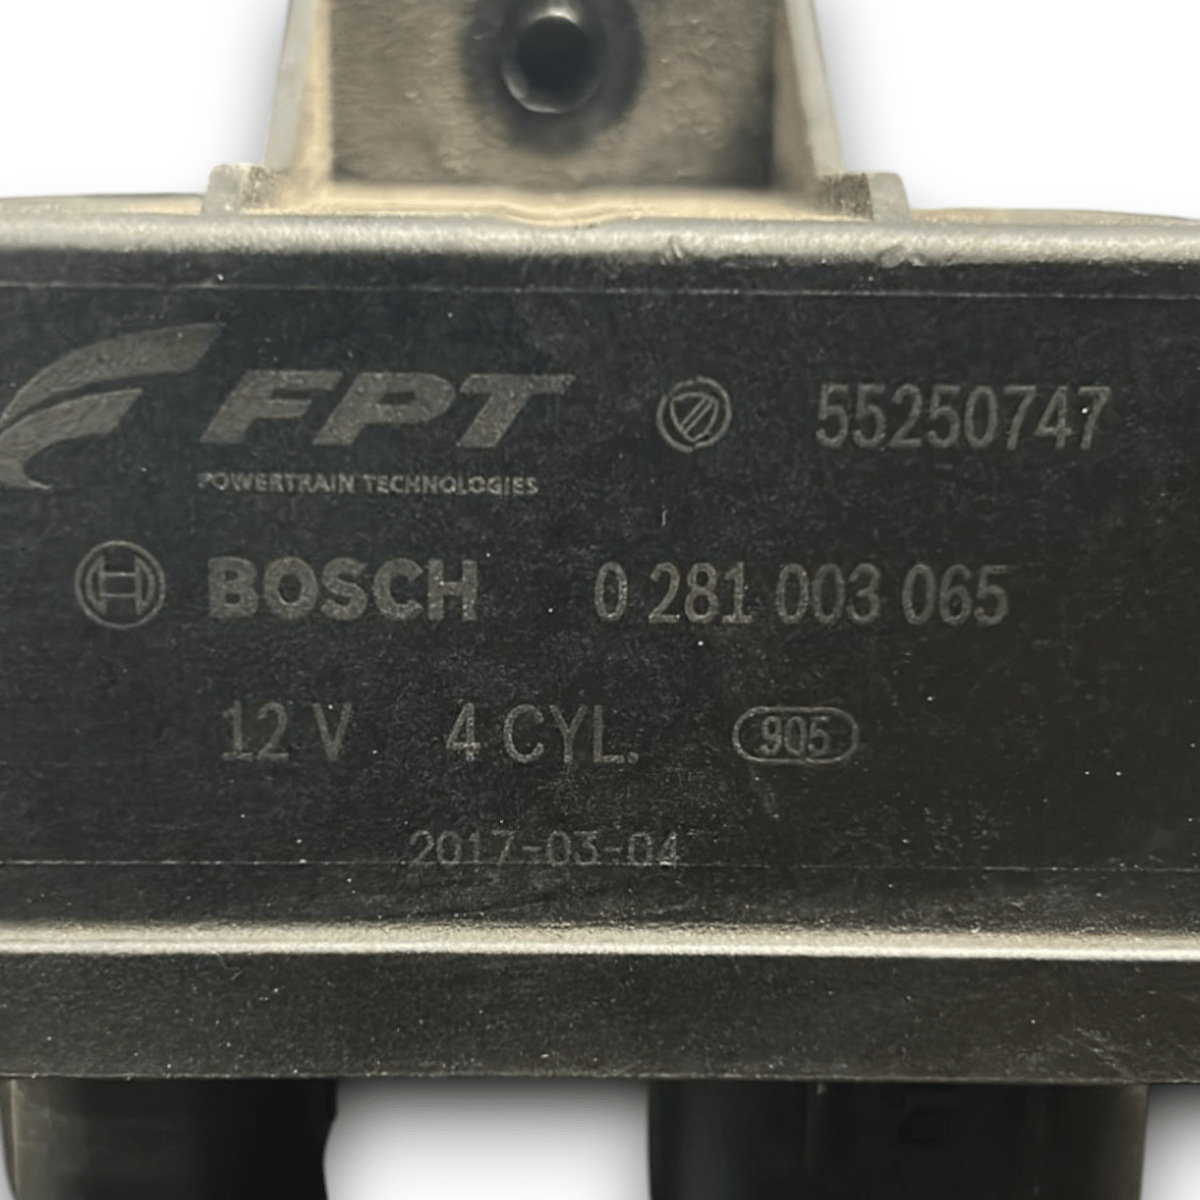 FPT 55250747
POWERTRAIN TECHNOLOGIES
BOSCH 0 281 003 065
12 V 4 CYL. 905
2017-03-04